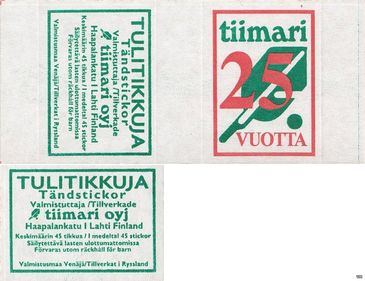 TULITIKKUJA
Tändstickor
Valmistuttaja /Tillverkade
tiimari oyj
Haapalankatu I Lahti Finland
Keskimäärin 45 tikkua / I medeltal 45 stickor
Säilytettävä lasten ulottumattomissa
Förvaras utom räckhåll för barn
Valmistusmaa Venäjä/Tillverkat i Ryssland
tiimari
25
VUOTTA
TULITIKKUJA
Tändstickor
Valmistuttaja /Tillverkade
tiimari oyj
Haapalankatu I Lahti Finland
Keskimäärin 45 tikkua / I medeltal 45 stickor
Säilytettävä lasten ulottumattomissa
Förvaras utom räckhåll för barn
Valmistusmaa Venäjä/Tillverkat i Ryssland